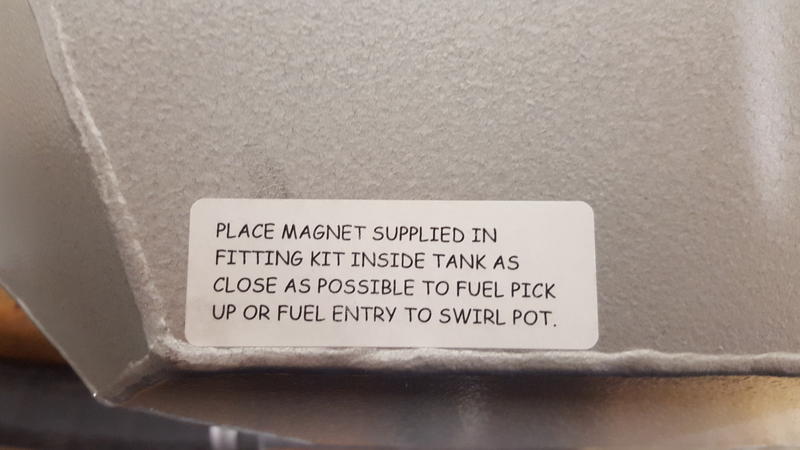 PLACE MAGNET SUPPLIED IN
FITTING KIT INSIDE TANK AS
CLOSE AS POSSIBLE TO FUEL PICK
UP OR FUEL ENTRY TO SWIRL POT.